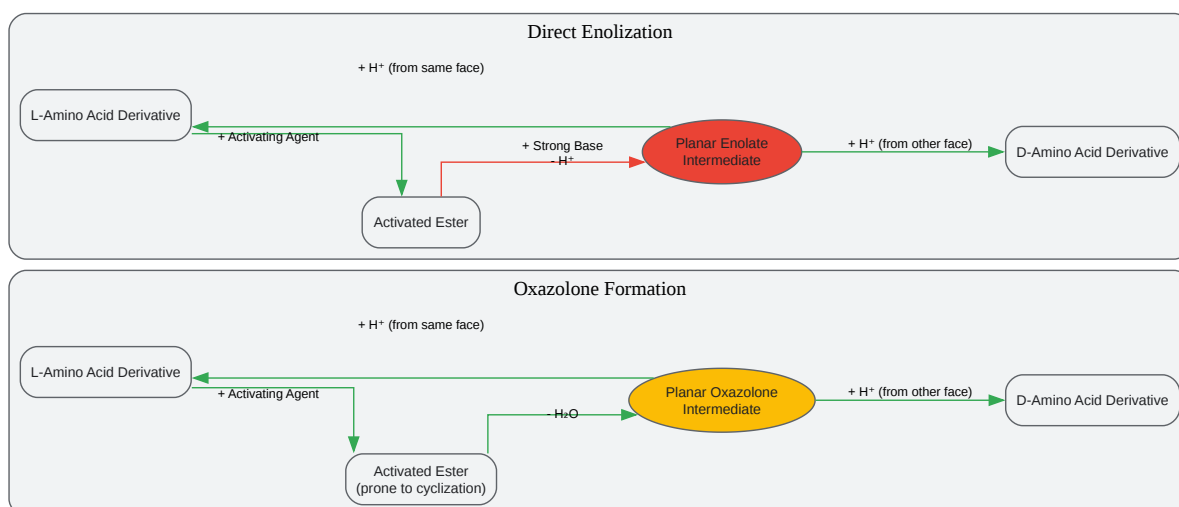 Direct Enolization
+ H⁺ (from same face)
L-Amino Acid Derivative
+ Activating Agent
+ Strong Base
- H⁺
Planar Enolate
Intermediate
+ H⁺ (from other face)
D-Amino Acid Derivative
Activated Ester
Oxazolone Formation
+ H⁺ (from same face)
L-Amino Acid Derivative
+ Activating Agent
- H₂O
Planar Oxazolone
Intermediate
+ H⁺ (from other face)
D-Amino Acid Derivative
Activated Ester
(prone to cyclization)